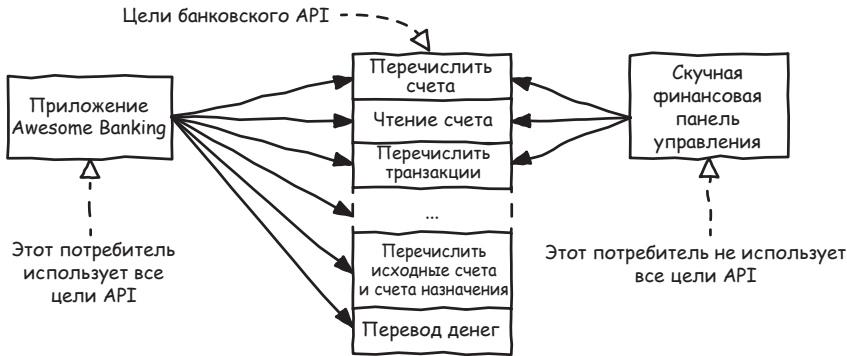 Цели банковского API
Приложение
Awesome Banking
Перечислить
счета
Чтение счета
Перечислить
транзакции
...
Перечислить
исходные счета
и счета назначения
Перевод денег
Скучная
финансовая
панель
управления
Этот потребитель
использует все
цели API
Этот потребитель не использует
все цели API